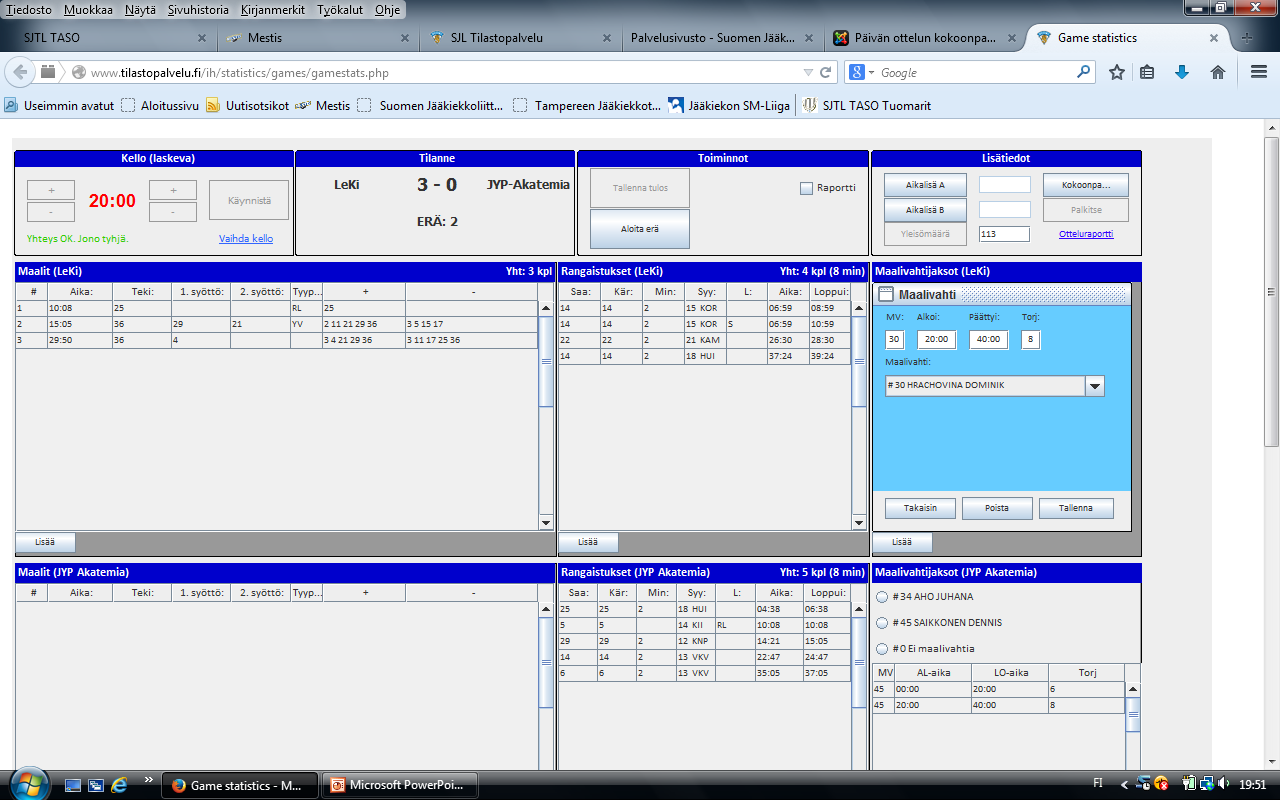 Tiedosto Muokkaa Näytä Sivuhistoria Kirjanmerkit Työkalut Ohje
SJTL TASO Mestis SJL Tilastopalvelu Palvelusivusto - Suomen Jääk... Päivän ottelun kokoonpa... Game statistics
www.tilastopalvelu.fi/ih/statistics/games/gamestats.php Google
Useimmin avatut Aloitussivu Uutisotsikot Mestis Suomen Jääkiekkoliitt... Tampereen Jääkiekkot... Jääkiekon SM-Liiga SJTL TASO Tuomarit
Kello (laskeva)
+ 20:00 + Käynnistä
- -
Yhteys OK. Jono tyhjä. Vaihda kello
Tilanne
LeKi 3 - 0 JYP-Akatemia
ERÄ: 2
Toiminnot
Tallenna tulos Raportti
Aloita erä
Lisätiedot
Aikalisä A Kokoonpa...
Aikalisä B Palkitse
Yleisömäärä 113 Otteluraportti
Maalit (LeKi) Yht: 3 kpl
# Aika: Teki: 1. syöttö: 2. syöttö: Tyyp... + -
1 10:08 25 RL 25
2 15:05 36 29 21 YV 2 11 21 29 36 3 5 15 17
3 29:50 36 4 3 4 21 29 36 3 11 17 25 36
Lisää
Rangaistukset (LeKi) Yht: 4 kpl (8 min)
Saa: Kär: Min: Syy: L: Aika: Loppui:
14 14 2 15 KOR 06:59 08:59
14 14 2 15 KOR S 06:59 10:59
22 22 2 21 KAM 26:30 28:30
14 14 2 18 HUI 37:24 39:24
Lisää
Maalivahtijaksot (LeKi)
Maalivahti
MV: Alkoi: Päättyi: Torj:
30 20:00 40:00 8
Maalivahti:
# 30 HRACHOVINA DOMINIK
Takaisin Poista Tallenna
Lisää
Maalit (JYP Akatemia)
# Aika: Teki: 1. syöttö: 2. syöttö: Tyyp... + -
Rangaistukset (JYP Akatemia) Yht: 5 kpl (8 min)
Saa: Kär: Min: Syy: L: Aika: Loppui:
25 25 2 18 HUI 04:38 06:38
5 5 14 KII RL 10:08 10:08
29 29 2 12 KNP 14:21 15:05
14 14 2 13 VKV 22:47 24:47
6 6 2 13 VKV 35:05 37:05
Maalivahtijaksot (JYP Akatemia)
# 34 AHO JUHANA
# 45 SAIKKONEN DENNIS
# 0 Ei maalivahtia
MV AL-aika LO-aika Torj
45 00:00 20:00 6
45 20:00 40:00 8
» Game statistics - M... Microsoft PowerPoi... FI < 19:51